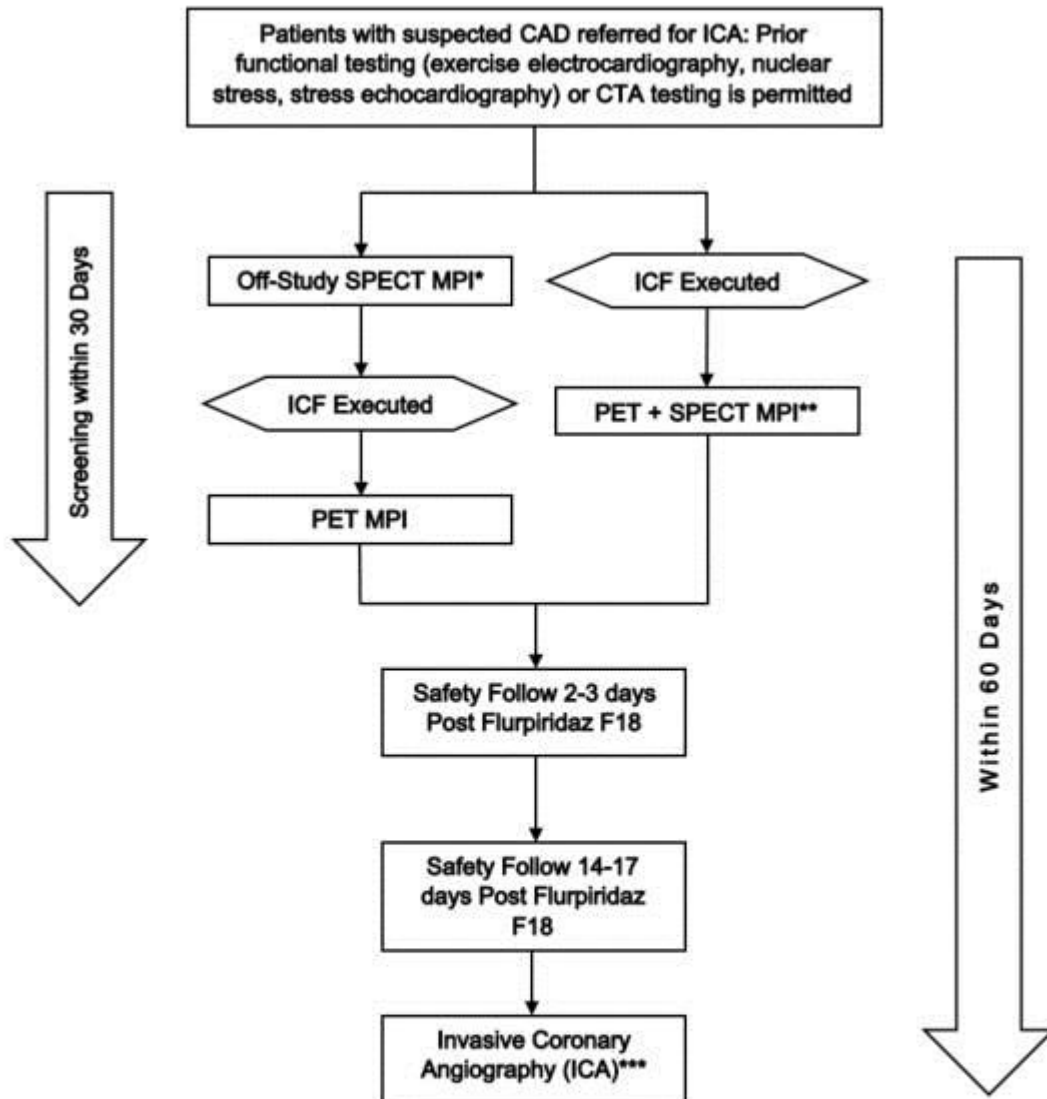 Patients with suspected CAD referred for ICA: Prior
functional testing (exercise electrocardiography, nuclear
stress, stress echocardiography) or CTA testing is permitted
Screening within 30 Days
Off-Study SPECT MPI*
ICF Executed
ICF Executed
PET + SPECT MPI**
PET MPI
Within 60 Days
Safety Follow 2-3 days
Post Flurpiridaz F18
Safety Follow 14-17
days Post Flurpiridaz
F18
Invasive Coronary
Angiography (ICA)***